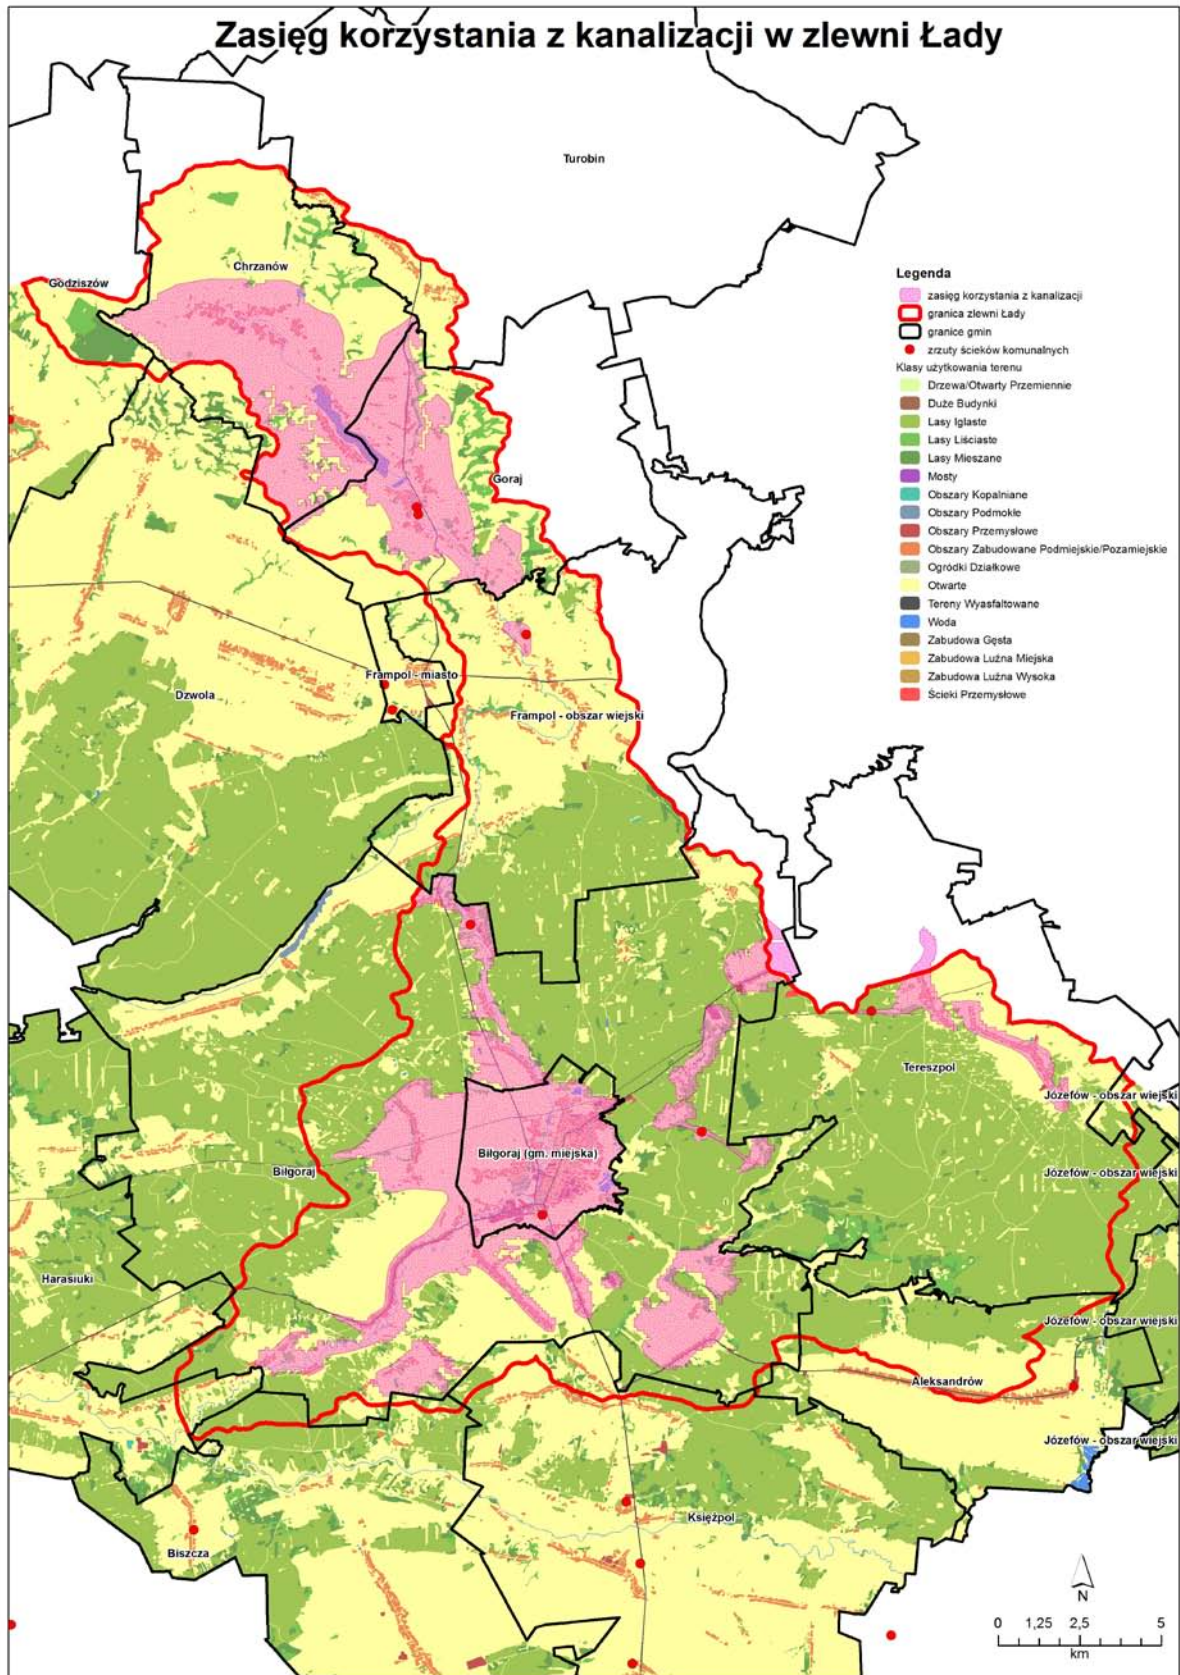 Zasięg korzystania z kanalizacji w zlewni Łady
Turobin
Chrzanów
Godziszów
Legenda
zasięg korzystania z kanalizacji
granica zlewni Łady
granice gmin
zrzuty ścieków komunalnych
Klasy użytkowania terenu
Drzewa/Otwarty Przemiennie
Duże Budynki
Lasy Iglaste
Lasy Liściaste
Lasy Mieszane
Mosty
Obszary Kopalniane
Obszary Podmokłe
Obszary Przemysłowe
Obszary Zabudowane Podmiejskie/Pozamiejskie
Ogródki Działkowe
Otwarte
Tereny Wyasfaltowane
Woda
Zabudowa Gęsta
Zabudowa Luźna Miejska
Zabudowa Luźna Wysoka
Ścieki Przemysłowe
Goraj
Frampol - miasto
Dzwola
Frampol - obszar wiejski
Tereszpol
Józefów - obszar wiejski
Biłgoraj (gm. miejska)
Biłgoraj
Józefów - obszar wiejski
Harasiuki
Józefów - obszar wiejski
Aleksandrów
Józefów - obszar wiejski
Księżpol
Biszcza
N
0 1,25 2,5 5
km